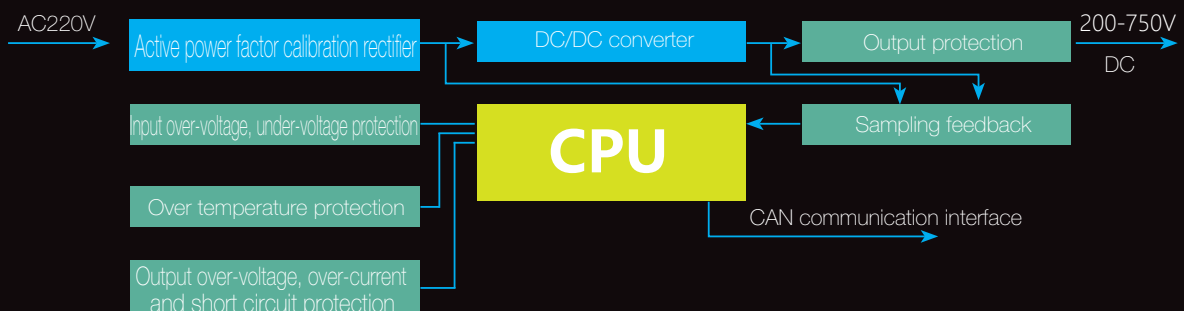 AC220V
Active power factor calibration rectifier
DC/DC converter
Output protection
200-750V
DC
Input over-voltage, under-voltage protection
CPU
Sampling feedback
Over temperature protection
CAN communication interface
Output over-voltage, over-current
and short circuit protection